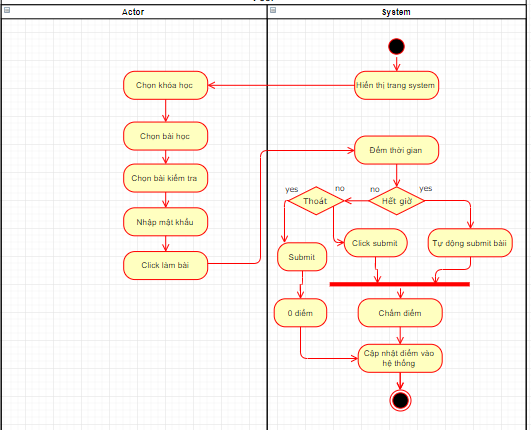 Actor
System
Hiển thị trang system
Chọn khóa học
Chọn bài học
Đếm thời gian
Chọn bài kiểm tra
yes
no
no
yes
Thoát
Hết giờ
Nhập mật khẩu
Click submit
Tự động submit bàii
Submit
Click làm bài
0 điểm
Chấm điểm
Cập nhật điểm vào
hệ thống